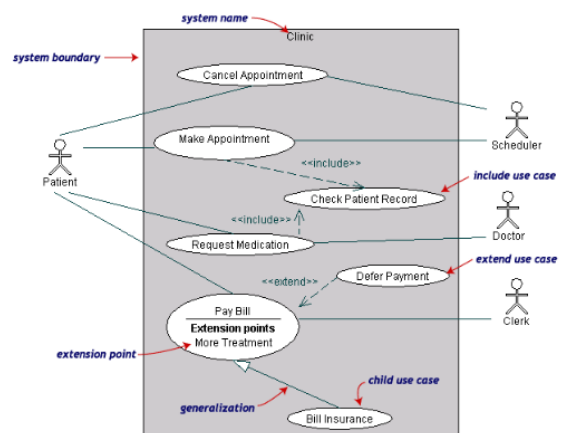 system name
Clinic
system boundary
Cancel Appointment
Make Appointment
Scheduler
<<include>>
Patient
include use case
Check Patient Record
<<include>>
Request Medication
Doctor
extend use case
<<extend>>
Defer Payment
Pay Bill
Extension points
More Treatment
Clerk
extension point
child use case
generalization
Bill Insurance